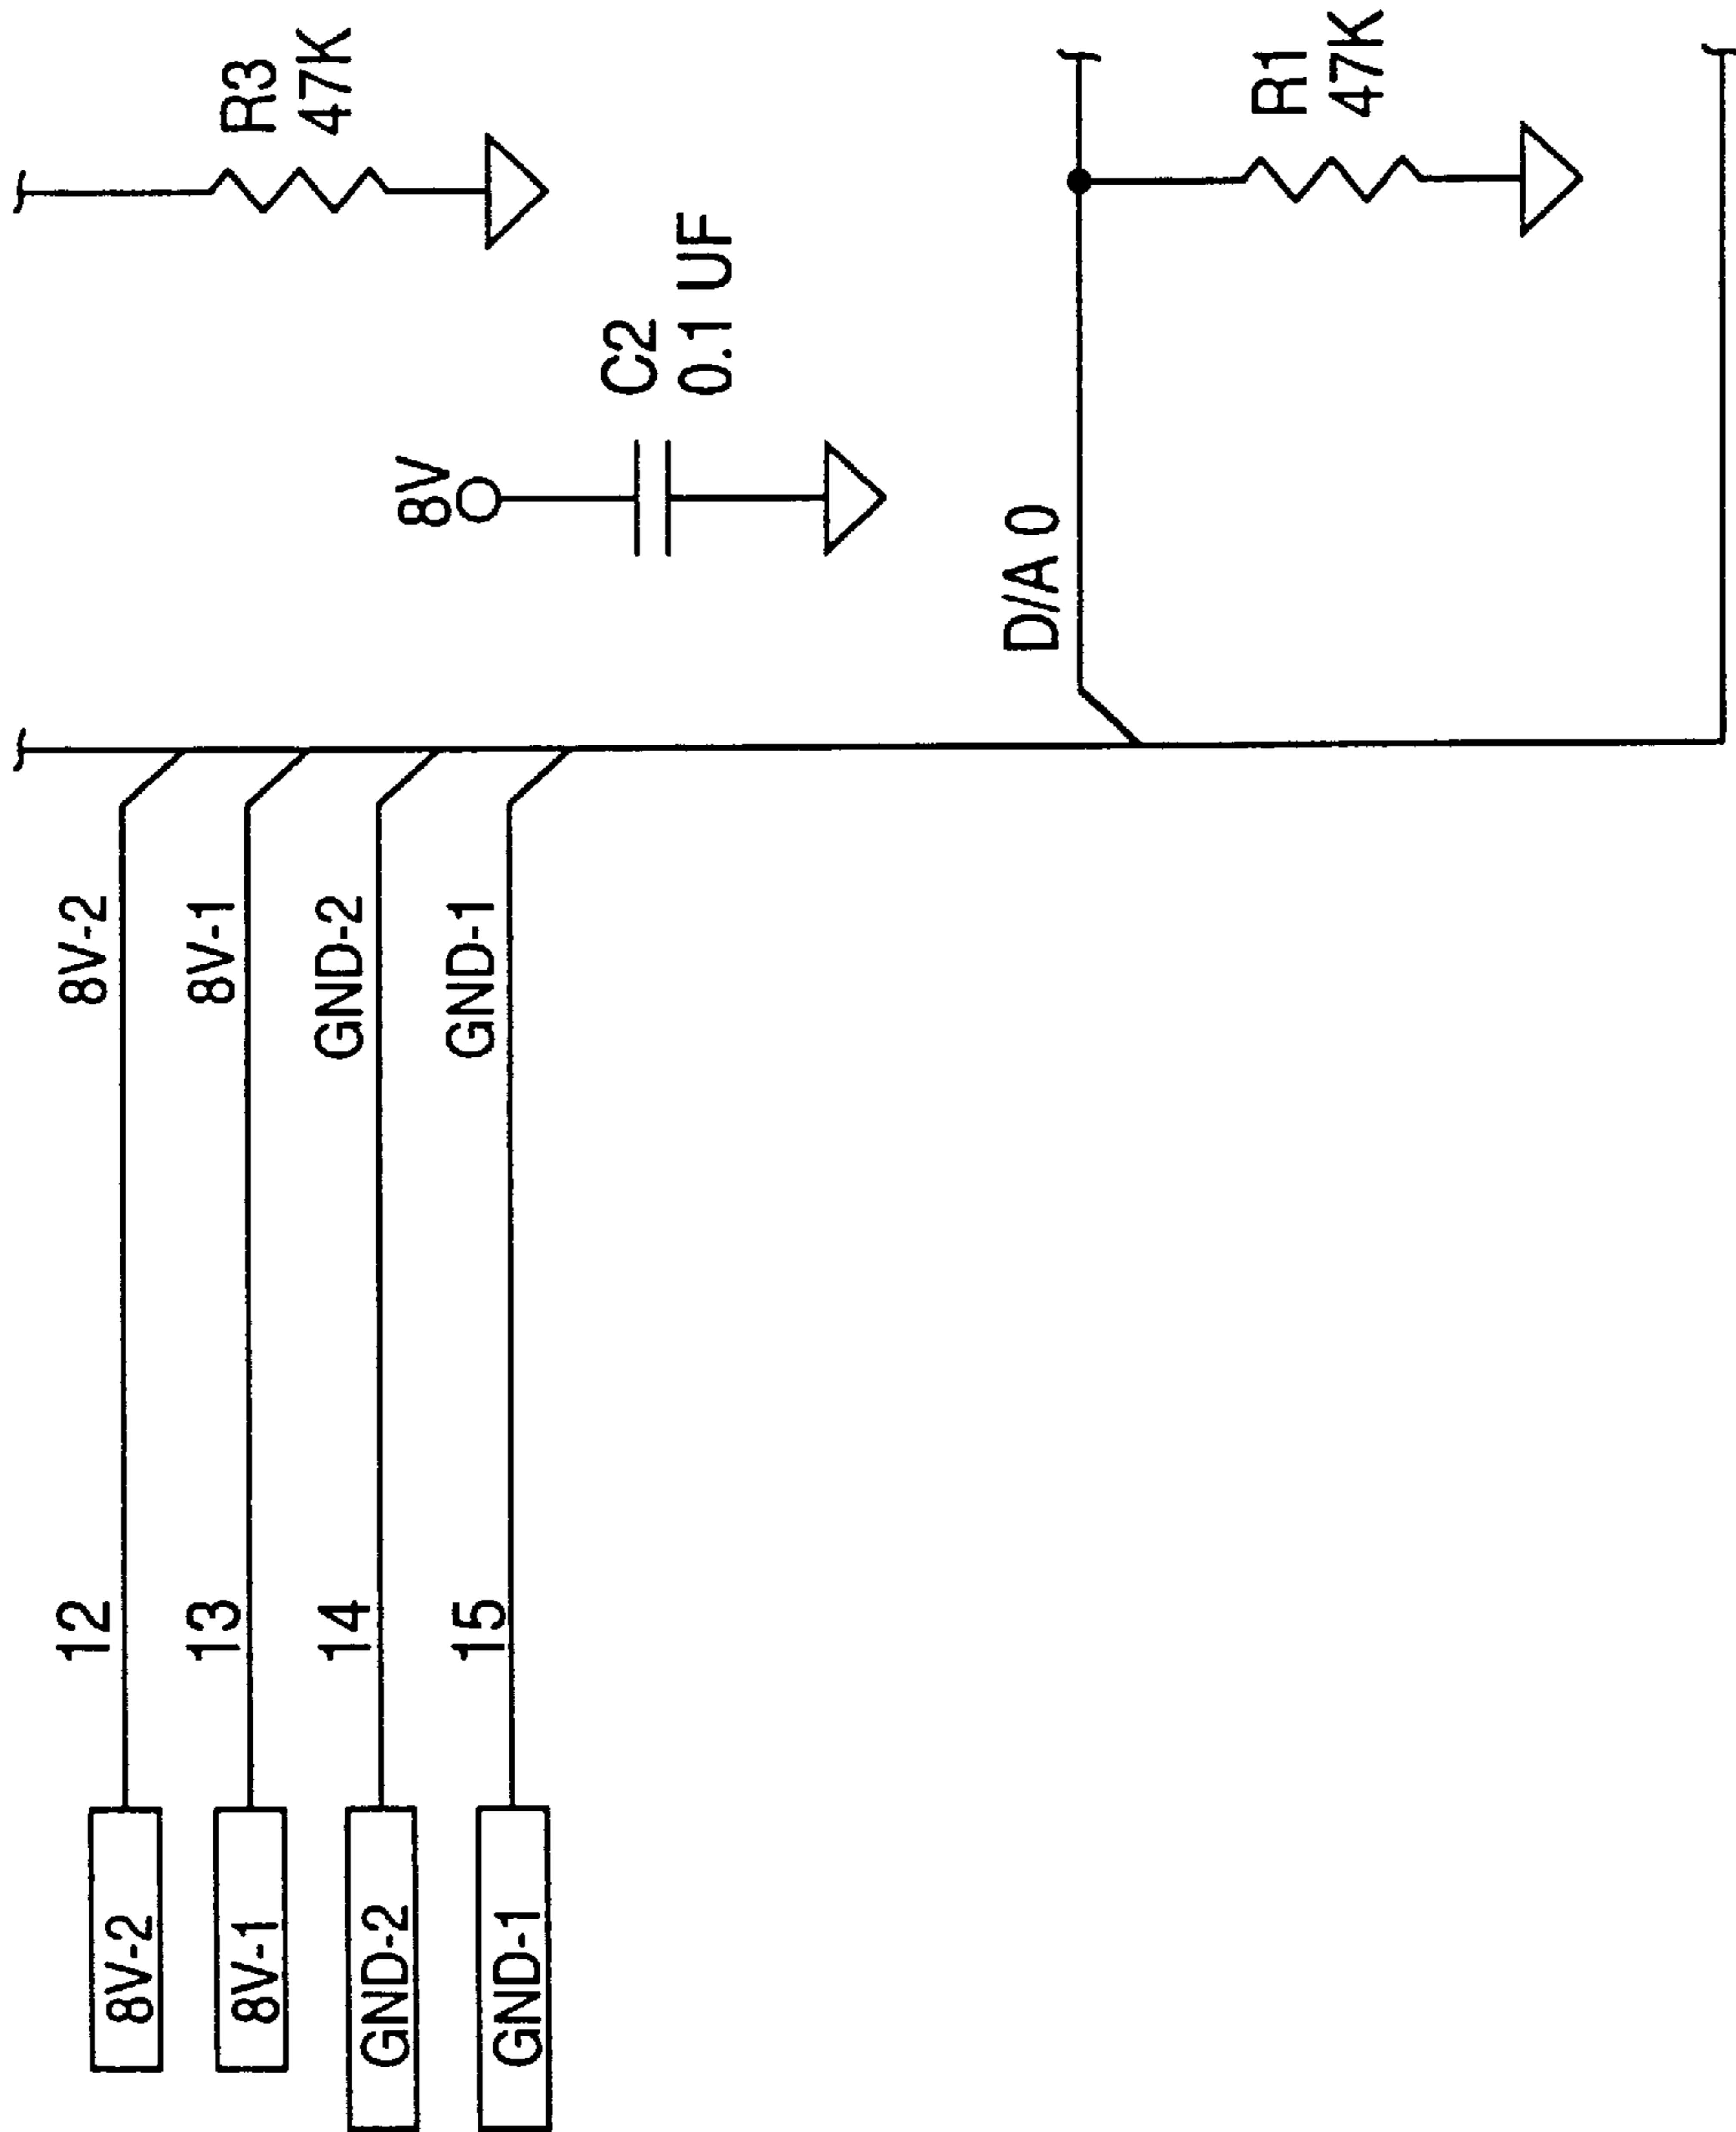 R3
47K
8V
C2
0.1 UF
D/A 0
R1
47K
8V-2
12
8V-2
8V-1
13
8V-1
GND-2
14
GND-2
GND-1
15
GND-1